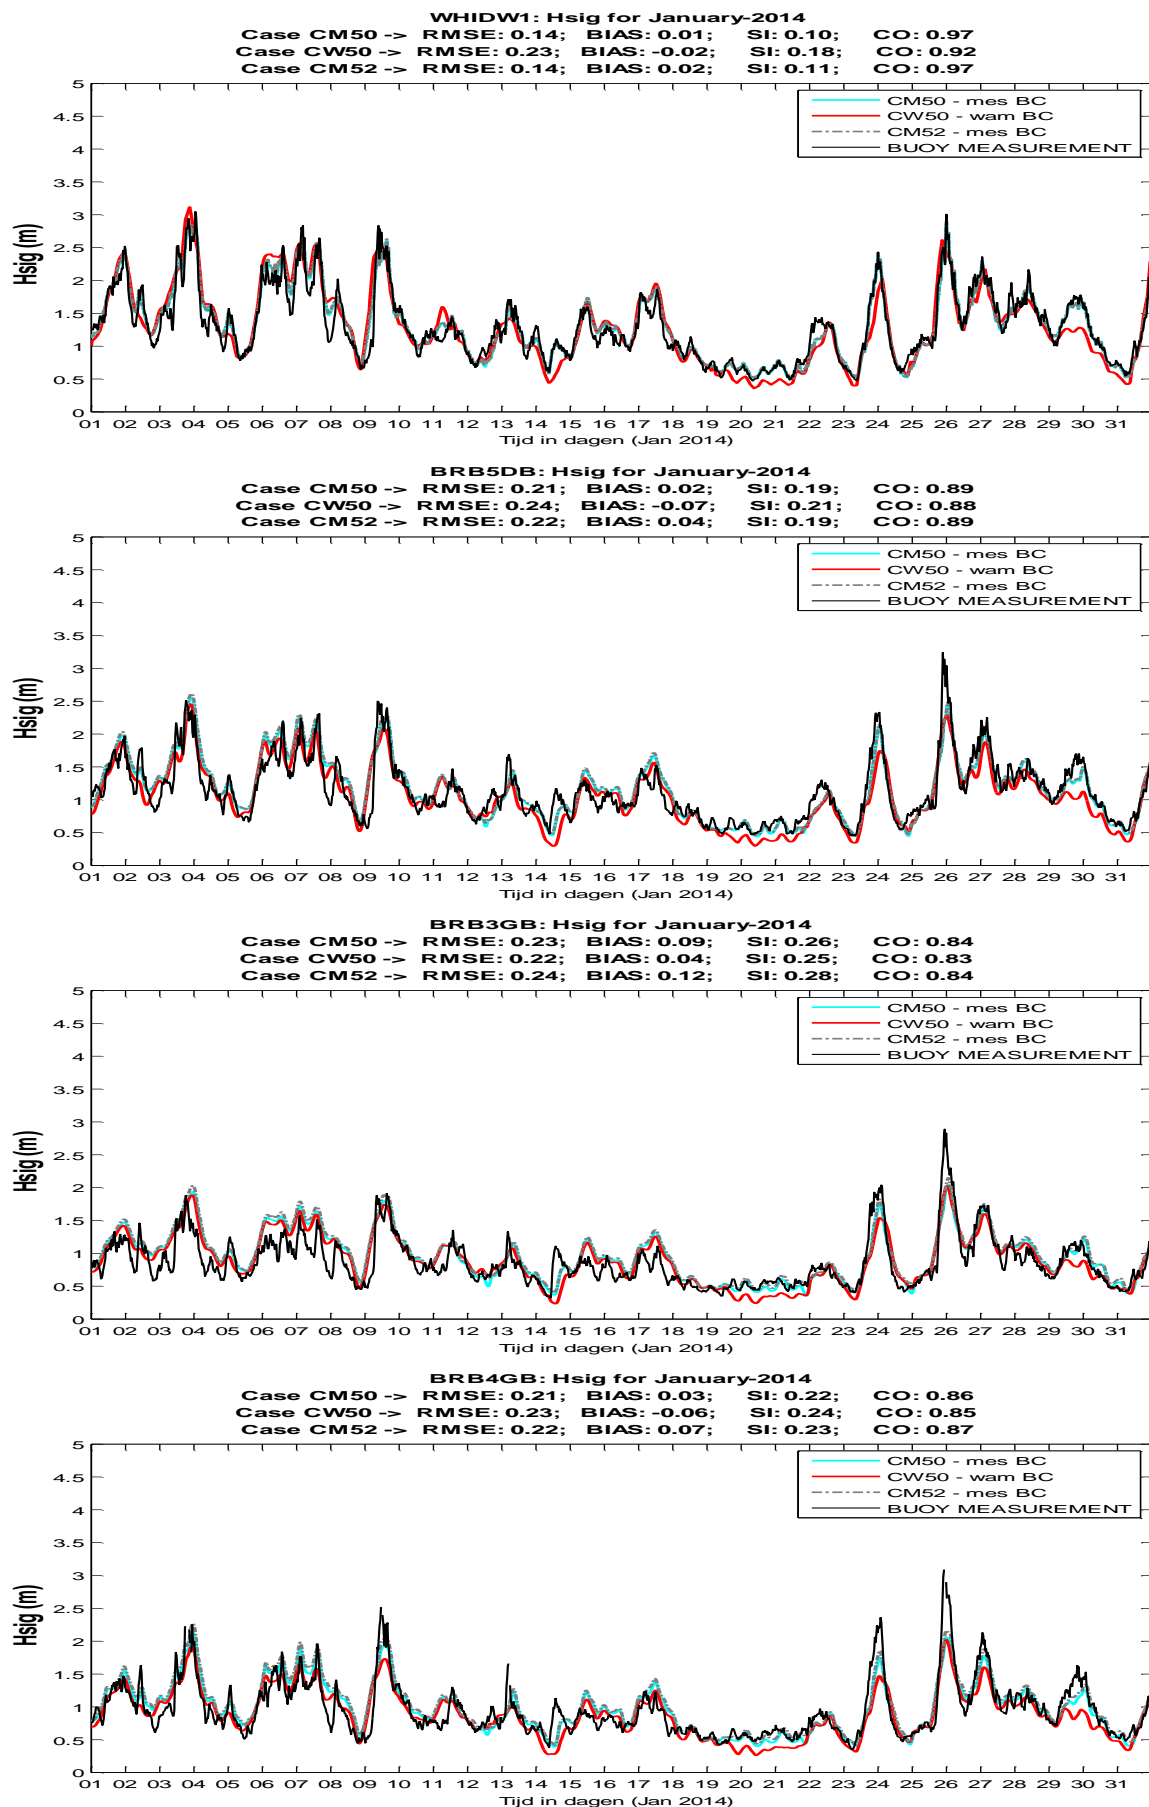 WHIDW1: Hsig for January-2014
Case CM50 -> RMSE: 0.14; BIAS: 0.01; SI: 0.10; CO: 0.97
Case CW50 -> RMSE: 0.23; BIAS: -0.02; SI: 0.18; CO: 0.92
Case CM52 -> RMSE: 0.14; BIAS: 0.02; SI: 0.11; CO: 0.97
5
4.5
4
3.5
3
2.5
2
1.5
1
0.5
0
Hsig (m)
CM50 - mes BC
CW50 - wam BC
CM52 - mes BC
BUOY MEASUREMENT
01 02 03 04 05 06 07 08 09 10 11 12 13 14 15 16 17 18 19 20 21 22 23 24 25 26 27 28 29 30 31
Tijd in dagen (Jan 2014)
BRB5DB: Hsig for January-2014
Case CM50 -> RMSE: 0.21; BIAS: 0.02; SI: 0.19; CO: 0.89
Case CW50 -> RMSE: 0.24; BIAS: -0.07; SI: 0.21; CO: 0.88
Case CM52 -> RMSE: 0.22; BIAS: 0.04; SI: 0.19; CO: 0.89
5
4.5
4
3.5
3
2.5
2
1.5
1
0.5
0
Hsig (m)
CM50 - mes BC
CW50 - wam BC
CM52 - mes BC
BUOY MEASUREMENT
01 02 03 04 05 06 07 08 09 10 11 12 13 14 15 16 17 18 19 20 21 22 23 24 25 26 27 28 29 30 31
Tijd in dagen (Jan 2014)
BRB3GB: Hsig for January-2014
Case CM50 -> RMSE: 0.23; BIAS: 0.09; SI: 0.26; CO: 0.84
Case CW50 -> RMSE: 0.22; BIAS: 0.04; SI: 0.25; CO: 0.83
Case CM52 -> RMSE: 0.24; BIAS: 0.12; SI: 0.28; CO: 0.84
5
4.5
4
3.5
3
2.5
2
1.5
1
0.5
0
Hsig (m)
CM50 - mes BC
CW50 - wam BC
CM52 - mes BC
BUOY MEASUREMENT
01 02 03 04 05 06 07 08 09 10 11 12 13 14 15 16 17 18 19 20 21 22 23 24 25 26 27 28 29 30 31
Tijd in dagen (Jan 2014)
BRB4GB: Hsig for January-2014
Case CM50 -> RMSE: 0.21; BIAS: 0.03; SI: 0.22; CO: 0.86
Case CW50 -> RMSE: 0.23; BIAS: -0.06; SI: 0.24; CO: 0.85
Case CM52 -> RMSE: 0.22; BIAS: 0.07; SI: 0.23; CO: 0.87
5
4.5
4
3.5
3
2.5
2
1.5
1
0.5
0
Hsig (m)
CM50 - mes BC
CW50 - wam BC
CM52 - mes BC
BUOY MEASUREMENT
01 02 03 04 05 06 07 08 09 10 11 12 13 14 15 16 17 18 19 20 21 22 23 24 25 26 27 28 29 30 31
Tijd in dagen (Jan 2014)